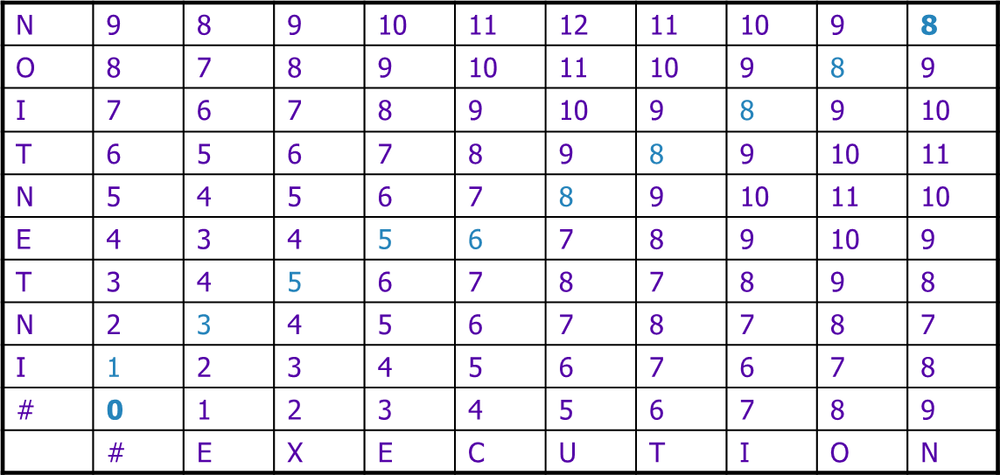 N 9 8 9 10 11 12 11 10 9 8
O 8 7 8 9 10 11 10 9 8 9
I 7 6 7 8 9 10 9 8 9 10
T 6 5 6 7 8 9 8 9 10 11
N 5 4 5 6 7 8 9 10 11 10
E 4 3 4 5 6 7 8 9 10 9
T 3 4 5 6 7 8 7 8 9 8
N 2 3 4 5 6 7 8 7 8 7
I 1 2 3 4 5 6 7 6 7 8
# 0 1 2 3 4 5 6 7 8 9
# E X E C U T I O N